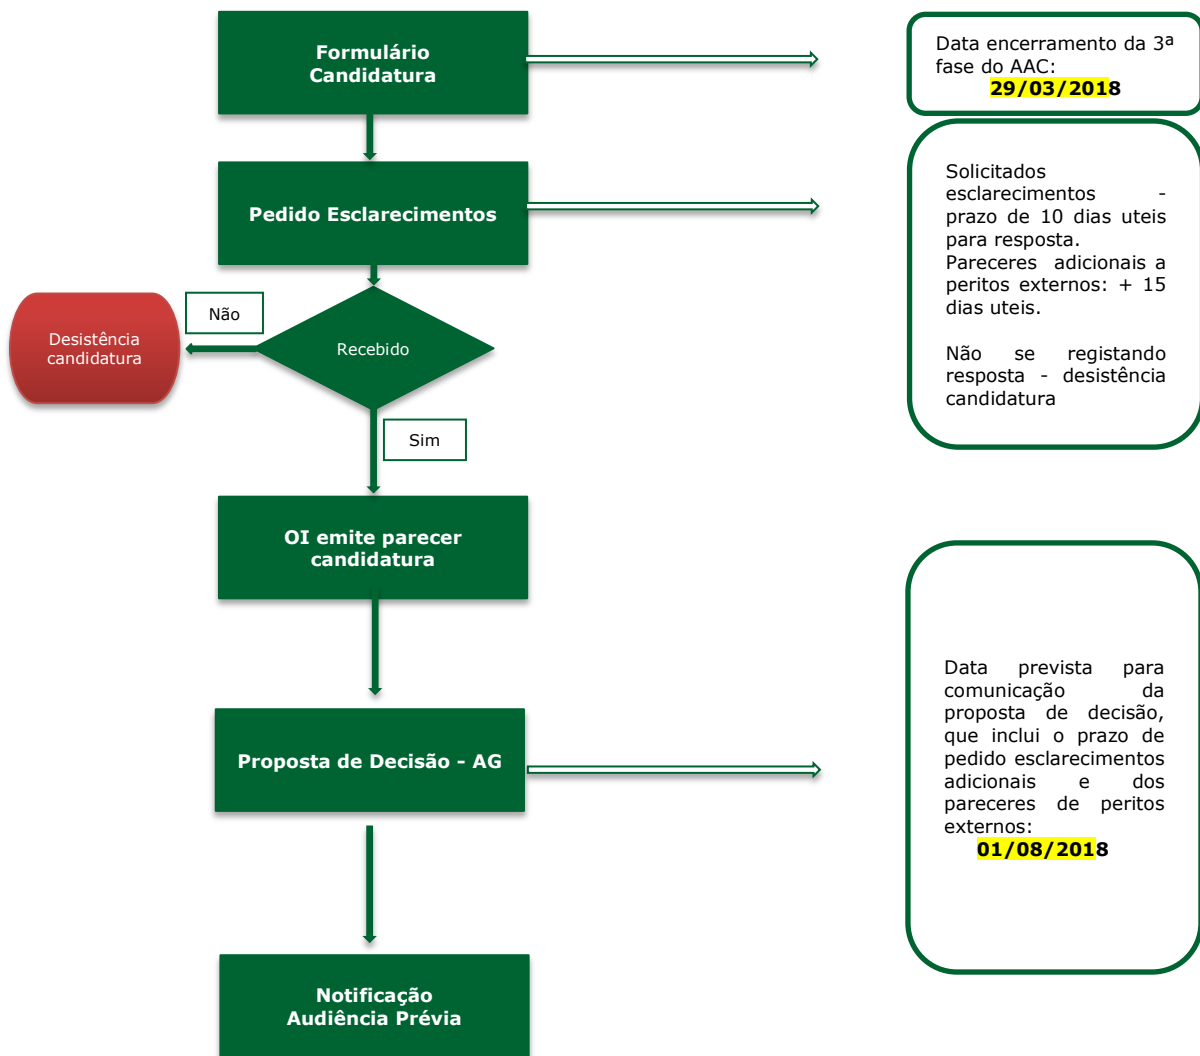 Formulário
Candidatura
Data encerramento da 3ª
fase do AAC:
29/03/2018
Pedido Esclarecimentos
Solicitados
esclarecimentos -
prazo de 10 dias uteis
para resposta.
Pareceres adicionais a
peritos externos: + 15
dias uteis.
Não se registando
resposta - desistência
candidatura
Não
Desistência
candidatura
Recebido
Sim
OI emite parecer
candidatura
Proposta de Decisão - AG
Data prevista para
comunicação da
proposta de decisão,
que inclui o prazo de
pedido esclarecimentos
adicionais e dos
pareceres de peritos
externos:
01/08/2018
Notificação
Audiência Prévia